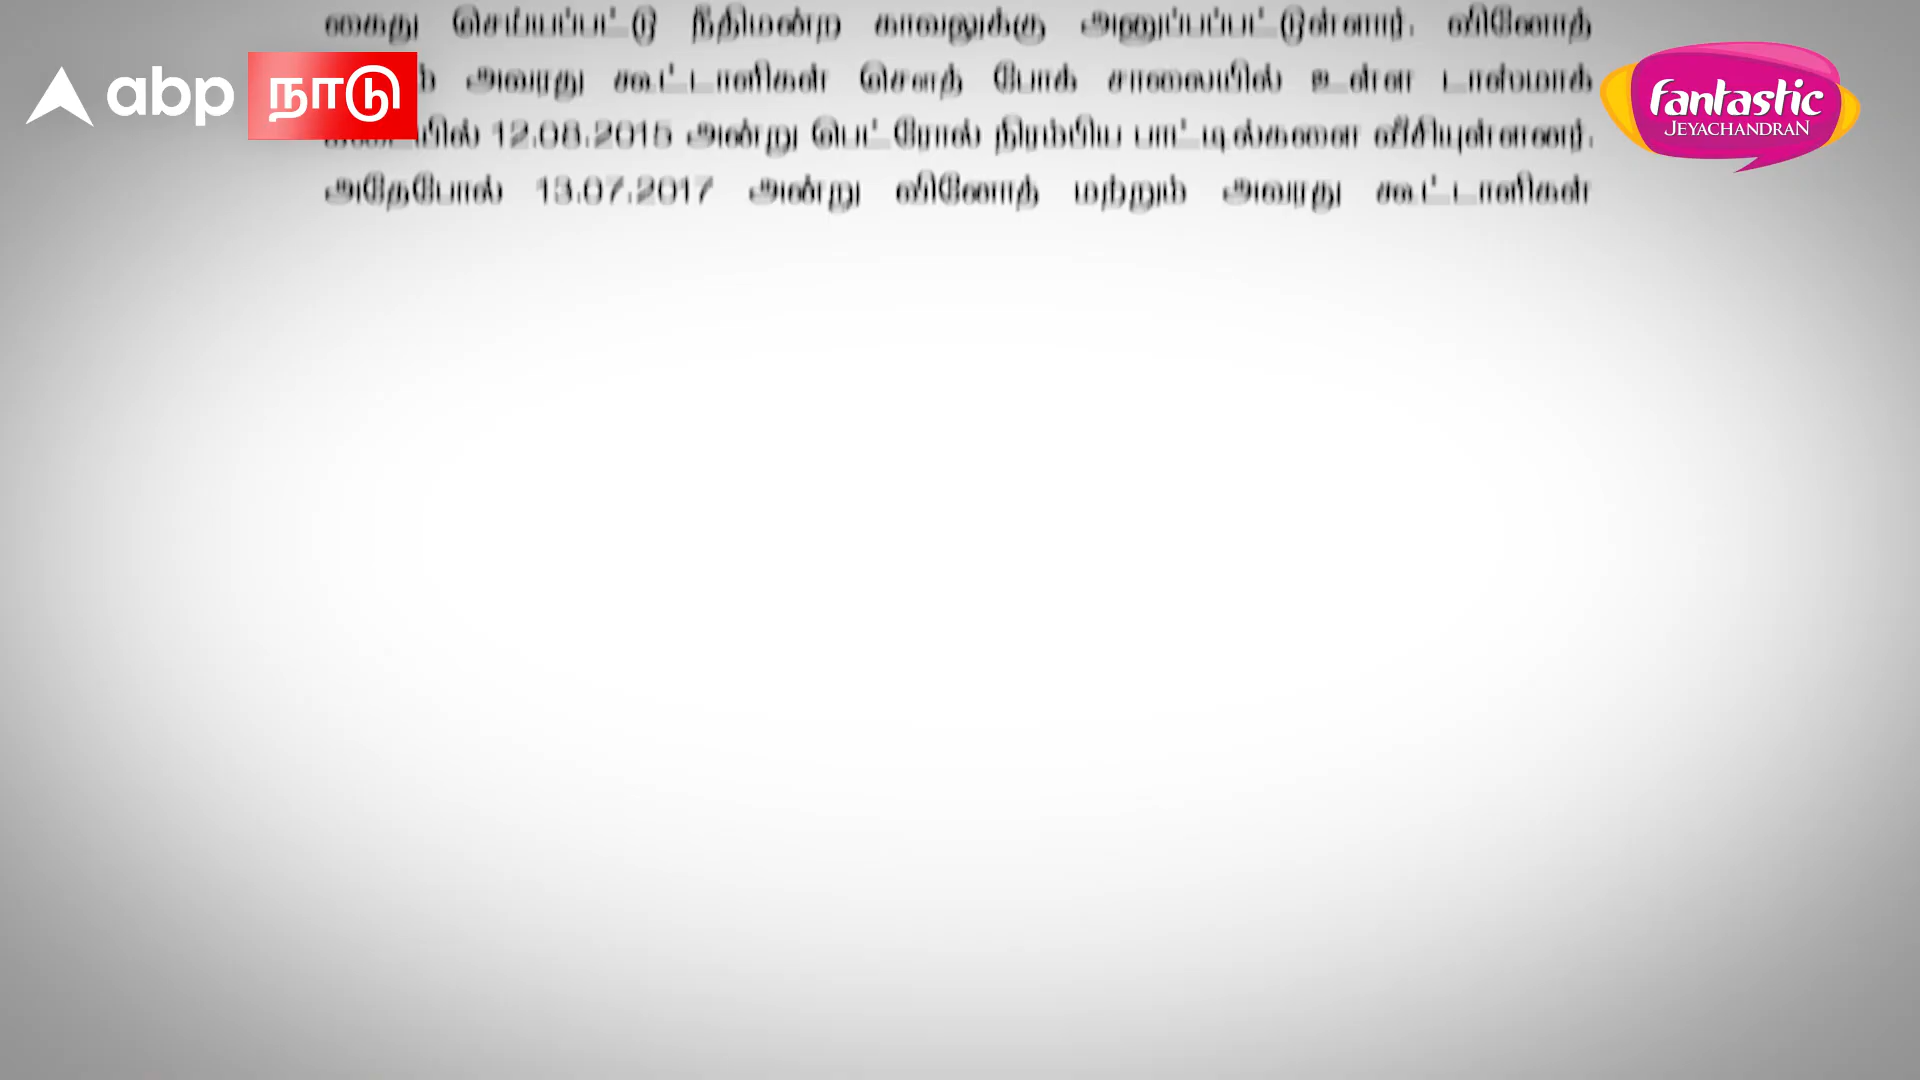 கைது செய்யப்பட்டு நீதிமன்ற காவலுக்கு அனுப்பப்பட்டுள்ளார். வினோத்
அவரது கூட்டாளிகள் சௌத் போக் சாலையில் உள்ள டாஸ்மாக்
12.08.2015 அன்று பெட்ரோல் நிரம்பிய பாட்டில்களை வீசியுள்ளனர்.
அதேபோல் 13.07.2017 அன்று வினோத் மற்றும் அவரது கூட்டாளிகள்
abp நாடு
fantastic
JEYACHANDRAN